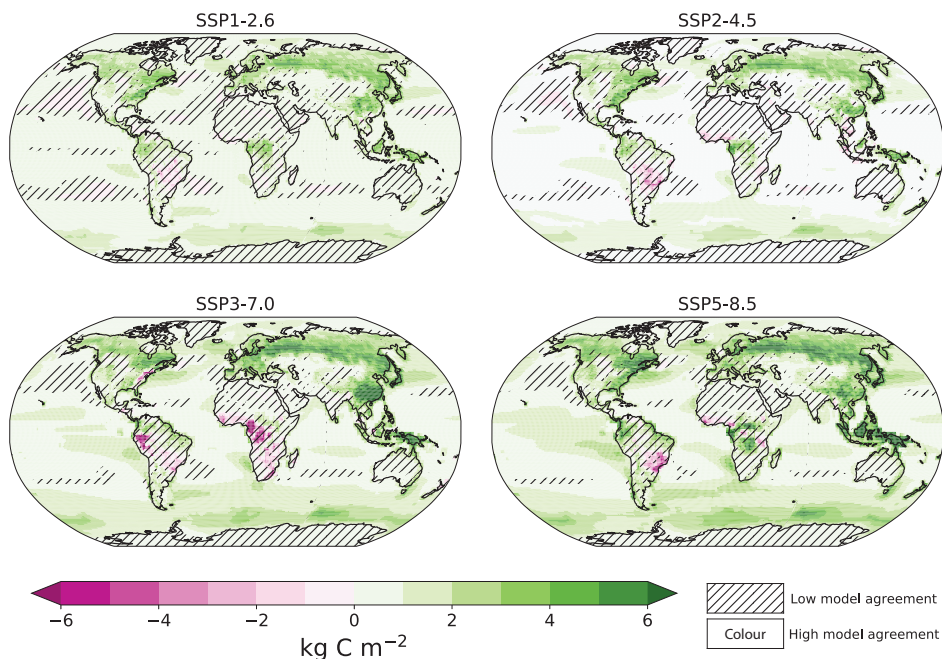 SSP1-2.6
SSP2-4.5
SSP3-7.0
SSP5-8.5
−6 −4 −2 0 2 4 6
kg C m⁻²
Low model agreement
Colour High model agreement